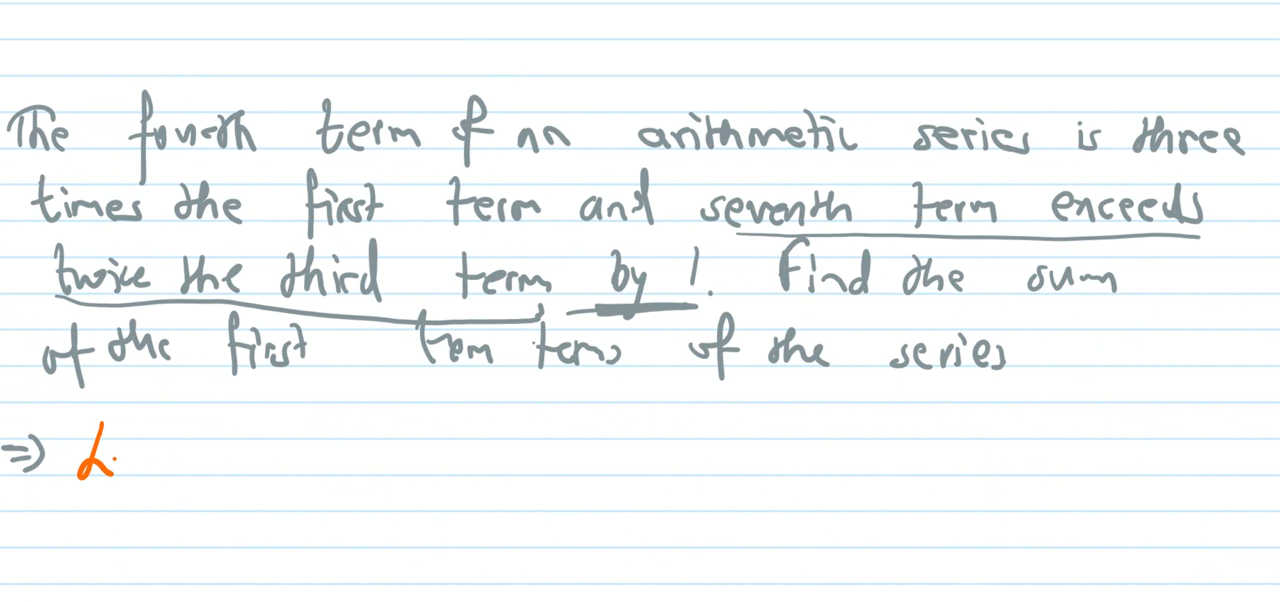 The fourth term of an arithmetic series is three
times the first term and seventh term exceeds
twice the third term by 1. Find the sum
of the first tem terms of the series
=>